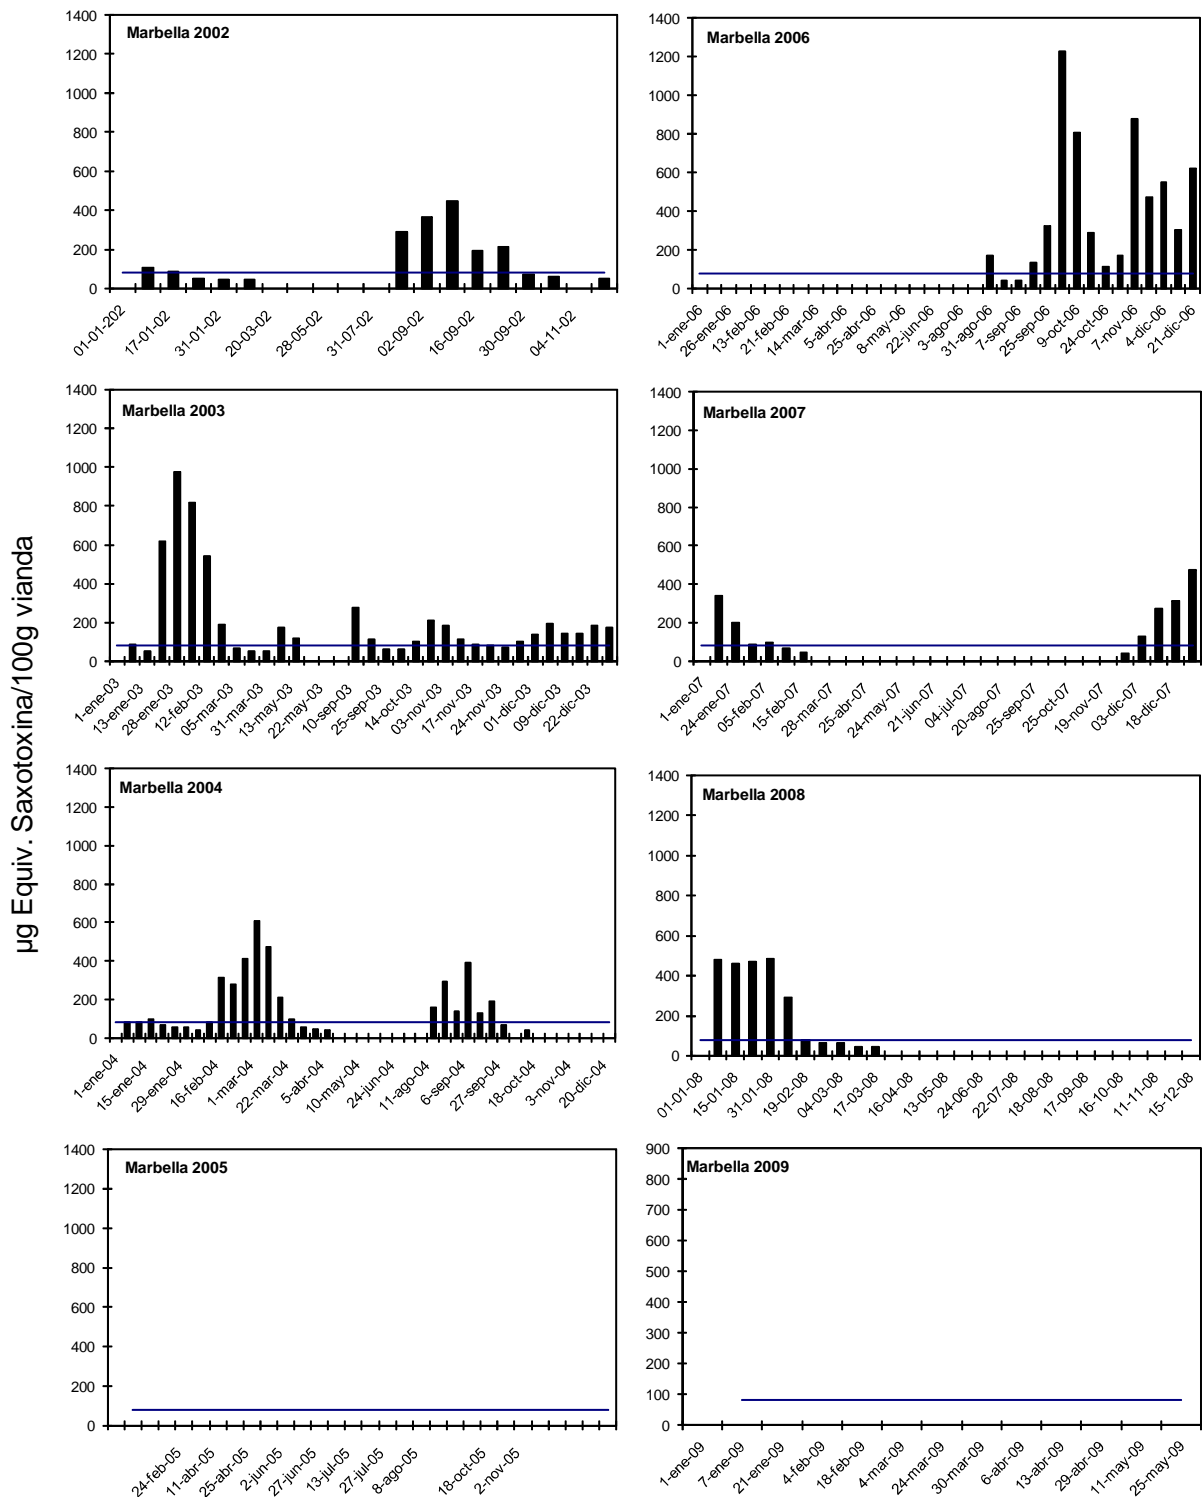 µg Equiv. Saxotoxina/100g vianda
Marbella 2002
1400
1200
1000
800
600
400
200
0
01-01-202
17-01-02
31-01-02
20-03-02
28-05-02
31-07-02
02-09-02
16-09-02
30-09-02
04-11-02
Marbella 2006
1400
1200
1000
800
600
400
200
0
1-ene-06
26-ene-06
13-feb-06
21-feb-06
14-mar-06
5-abr-06
25-abr-06
8-may-06
22-jun-06
3-ago-06
31-ago-06
7-sep-06
25-sep-06
9-oct-06
24-oct-06
7-nov-06
4-dic-06
21-dic-06
Marbella 2003
1400
1200
1000
800
600
400
200
0
1-ene-03
13-ene-03
28-ene-03
12-feb-03
05-mar-03
31-mar-03
13-may-03
22-may-03
10-sep-03
25-sep-03
14-oct-03
03-nov-03
17-nov-03
24-nov-03
01-dic-03
09-dic-03
22-dic-03
Marbella 2007
1400
1200
1000
800
600
400
200
0
1-ene-07
24-ene-07
05-feb-07
15-feb-07
28-mar-07
25-abr-07
24-may-07
21-jun-07
04-jul-07
20-ago-07
25-sep-07
25-oct-07
19-nov-07
03-dic-07
18-dic-07
Marbella 2004
1400
1200
1000
800
600
400
200
0
1-ene-04
15-ene-04
29-ene-04
16-feb-04
1-mar-04
22-mar-04
5-abr-04
10-may-04
24-jun-04
11-ago-04
6-sep-04
27-sep-04
18-oct-04
3-nov-04
20-dic-04
Marbella 2008
1400
1200
1000
800
600
400
200
0
01-01-08
15-01-08
31-01-08
19-02-08
04-03-08
17-03-08
16-04-08
13-05-08
24-06-08
22-07-08
18-08-08
17-09-08
16-10-08
11-11-08
15-12-08
Marbella 2005
1400
1200
1000
800
600
400
200
0
24-feb-05
11-abr-05
25-abr-05
2-jun-05
27-jun-05
13-jul-05
27-jul-05
8-ago-05
18-oct-05
2-nov-05
Marbella 2009
900
800
700
600
500
400
300
200
100
0
1-ene-09
7-ene-09
21-ene-09
4-feb-09
18-feb-09
4-mar-09
24-mar-09
30-mar-09
6-abr-09
13-abr-09
29-abr-09
11-may-09
25-may-09